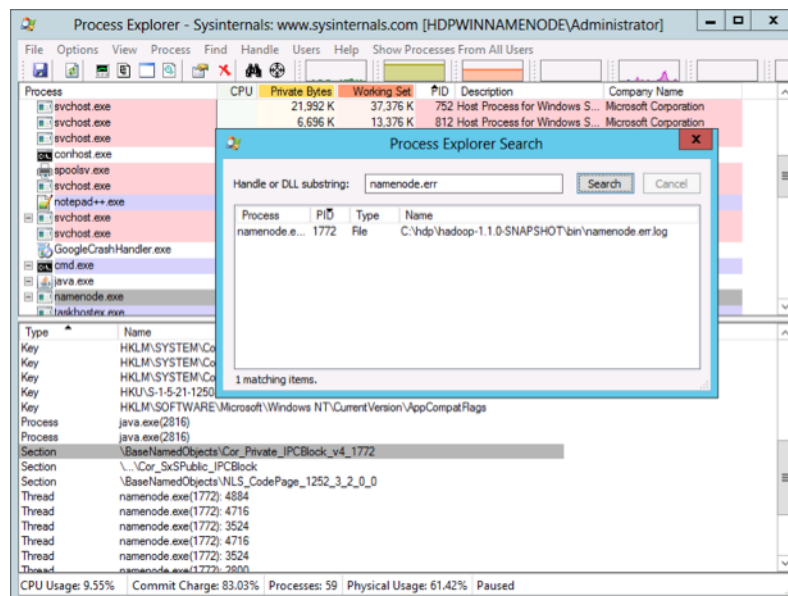 Process Explorer - Sysinternals: www.sysinternals.com [HDPWINNAMENODE\Administrator]
File Options View Process Find Handle Users Help Show Processes From All Users
Process CPU Private Bytes Working Set PID Description Company Name
svchost.exe 21,992 K 37,376 K 752 Host Process for Windows S... Microsoft Corporation
svchost.exe 6,696 K 13,376 K 812 Host Process for Windows S... Microsoft Corporation
svchost.exe
conhost.exe
spoolsv.exe
svchost.exe
notepad++.exe
svchost.exe
svchost.exe
GoogleCrashHandler.exe
cmd.exe
java.exe
namenode.exe
taskhostex.exe
Process Explorer Search
Handle or DLL substring: namenode.err Search Cancel
Process PID Type Name
namenode.e... 1772 File C:\hdp\hadoop-1.1.0-SNAPSHOT\bin\namenode.err.log
1 matching items.
Type Name
Key HKLM\SYSTEM\Co
Key HKLM\SYSTEM\Co
Key HKLM\SYSTEM\Co
Key HKU\S-1-5-21-1250
Key HKLM\SOFTWARE\Microsoft\Windows NT\CurrentVersion\AppCompatFlags
Process java.exe(2816)
Process java.exe(2816)
Section \BaseNamedObjects\Cor_Private_IPCBlock_v4_1772
Section \...\Cor_SxSPublic_IPCBlock
Section \BaseNamedObjects\NLS_CodePage_1252_3_2_0_0
Thread namenode.exe(1772): 4884
Thread namenode.exe(1772): 4716
Thread namenode.exe(1772): 3524
Thread namenode.exe(1772): 4716
Thread namenode.exe(1772): 3524
Thread namenode.exe(1772): 2800
CPU Usage: 9.55% Commit Charge: 83.03% Processes: 59 Physical Usage: 61.42% Paused